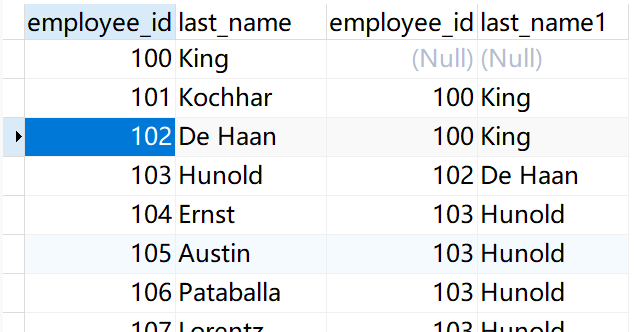 employee_id last_name employee_id last_name1
100 King (Null) (Null)
101 Kochhar 100 King
102 De Haan 100 King
103 Hunold 102 De Haan
104 Ernst 103 Hunold
105 Austin 103 Hunold
106 Pataballa 103 Hunold
107 Lorentz 103 Hunold